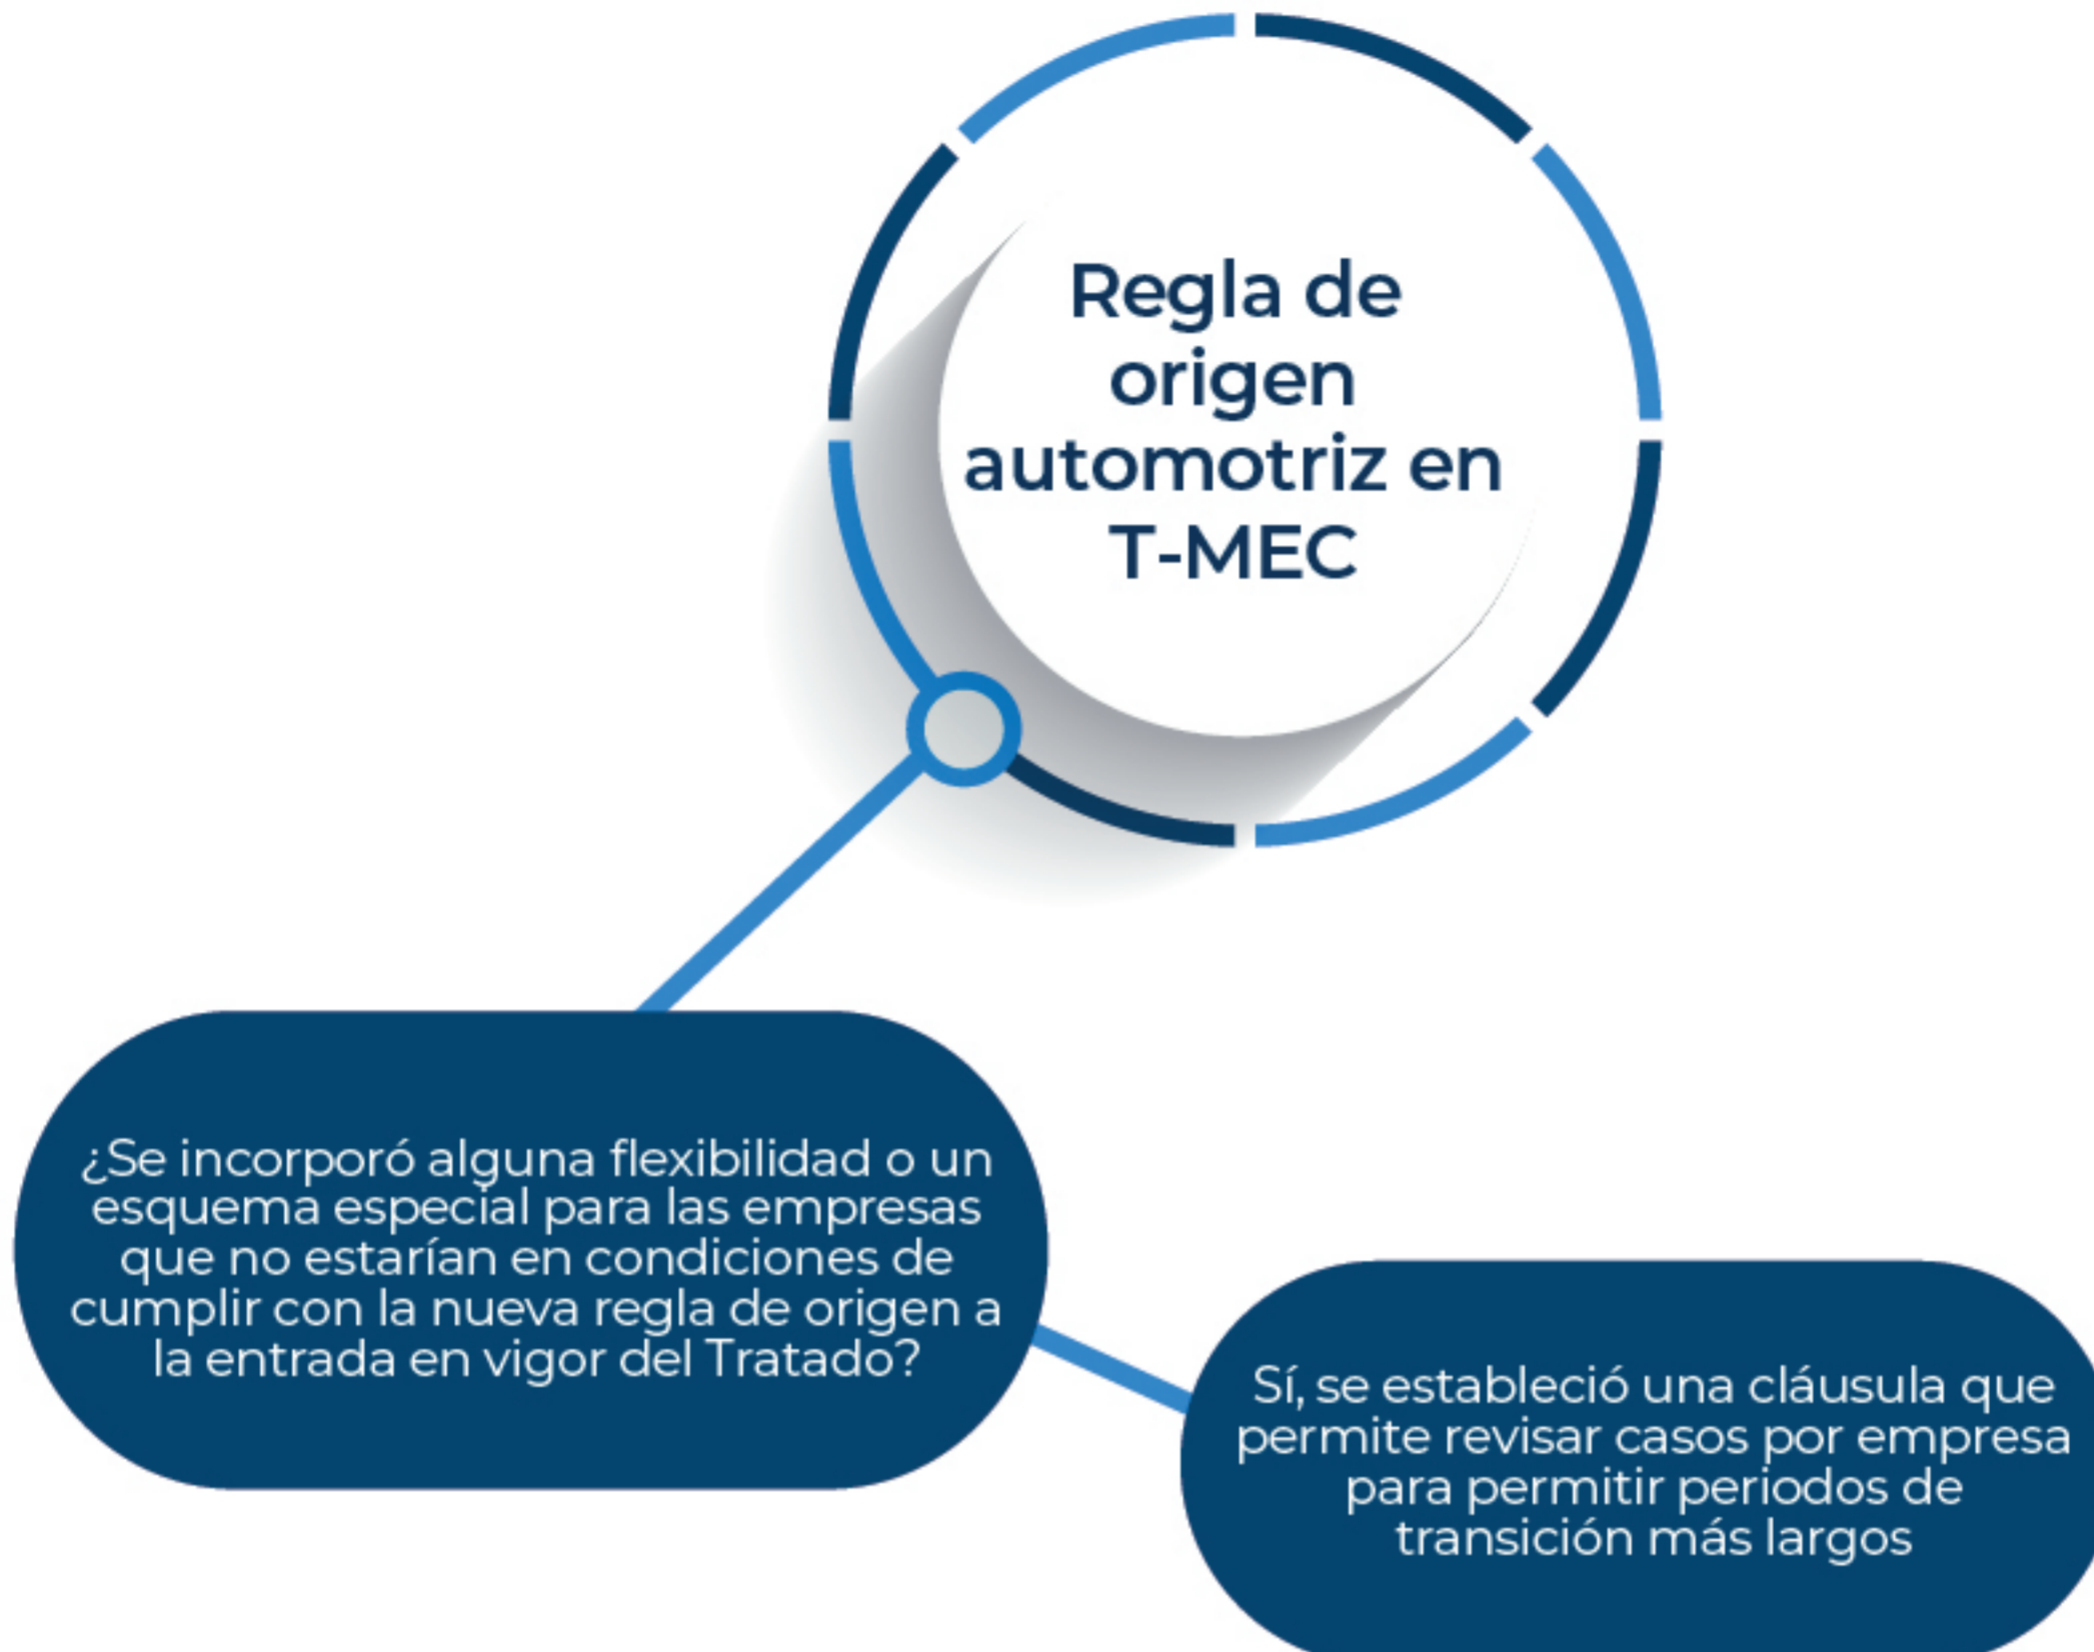 Regla de
origen
automotriz en
T-MEC
¿Se incorporó alguna flexibilidad o un
esquema especial para las empresas
que no estarían en condiciones de
cumplir con la nueva regla de origen a
la entrada en vigor del Tratado?
Sí, se estableció una cláusula que
permite revisar casos por empresa
para permitir periodos de
transición más largos